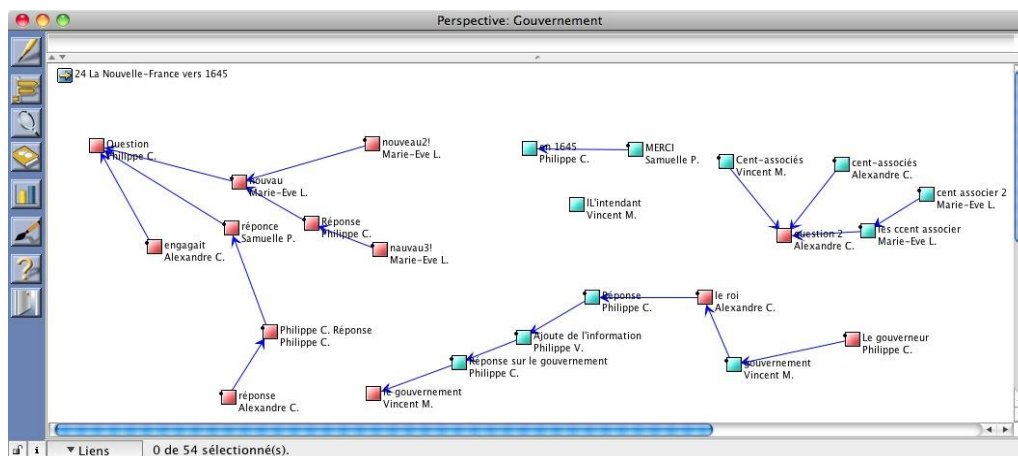 Perspective: Gouvernement
24 La Nouvelle-France vers 1645
Question
Philippe C.
nouveau2!
Marie-Eve L.
nouvau
Marie-Eve L.
réponce
Samuelle P.
Réponse
Philippe C.
engagait
Alexandre C.
nauvau3!
Marie-Eve L.
Philippe C. Réponse
Philippe C.
réponse
Alexandre C.
en 1645
Philippe C.
MERCI
Samuelle P.
IL'intendant
Vincent M.
Cent-associés
Vincent M.
cent-associés
Alexandre C.
cent associer 2
Marie-Eve L.
question 2
Alexandre C.
les ccent associer
Marie-Eve L.
Réponse
Philippe C.
le roi
Alexandre C.
Ajoute de l'information
Philippe V.
Réponse sur le gouvernement
Philippe C.
le gouvernement
Vincent M.
gouvernement
Vincent M.
Le gouverneur
Philippe C.
i
Liens
0 de 54 sélectionné(s).